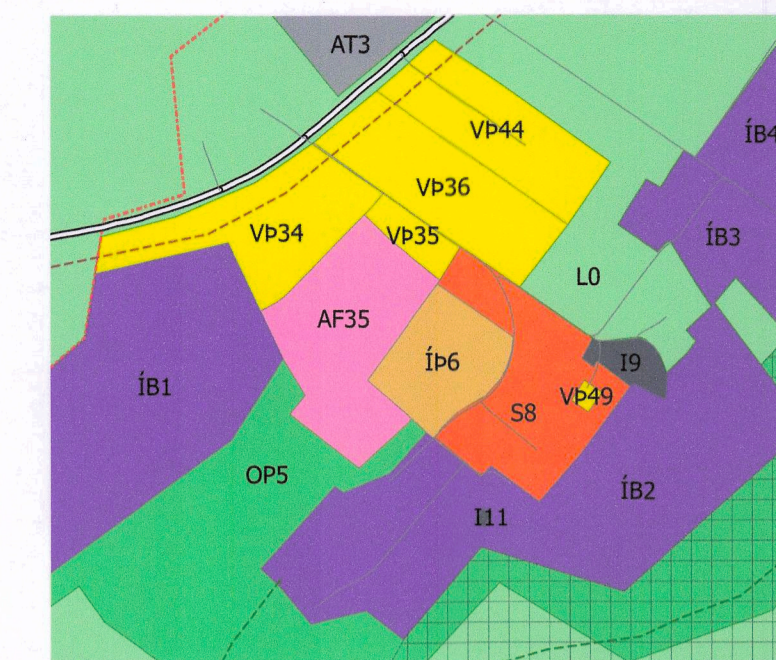 AT3
VÞ44
ÍB4
VÞ36
VÞ34
VÞ35
ÍB3
L0
AF35
ÍÞ6
I9
ÍB1
VÞ49
S8
OP5
ÍB2
I11